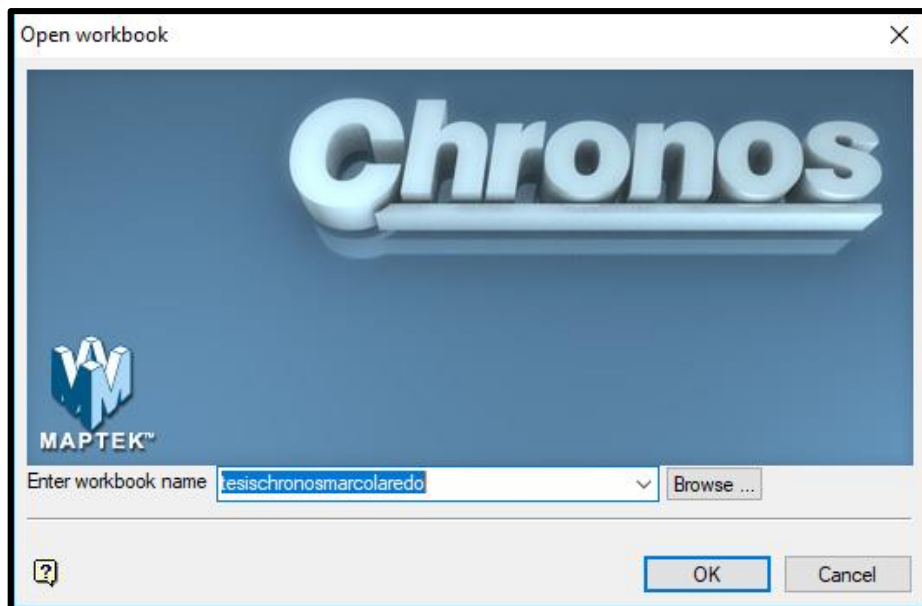 Open workbook
Chronos
MAPTEK™
Enter workbook name tesischronosmarcolaredo Browse ...
OK Cancel